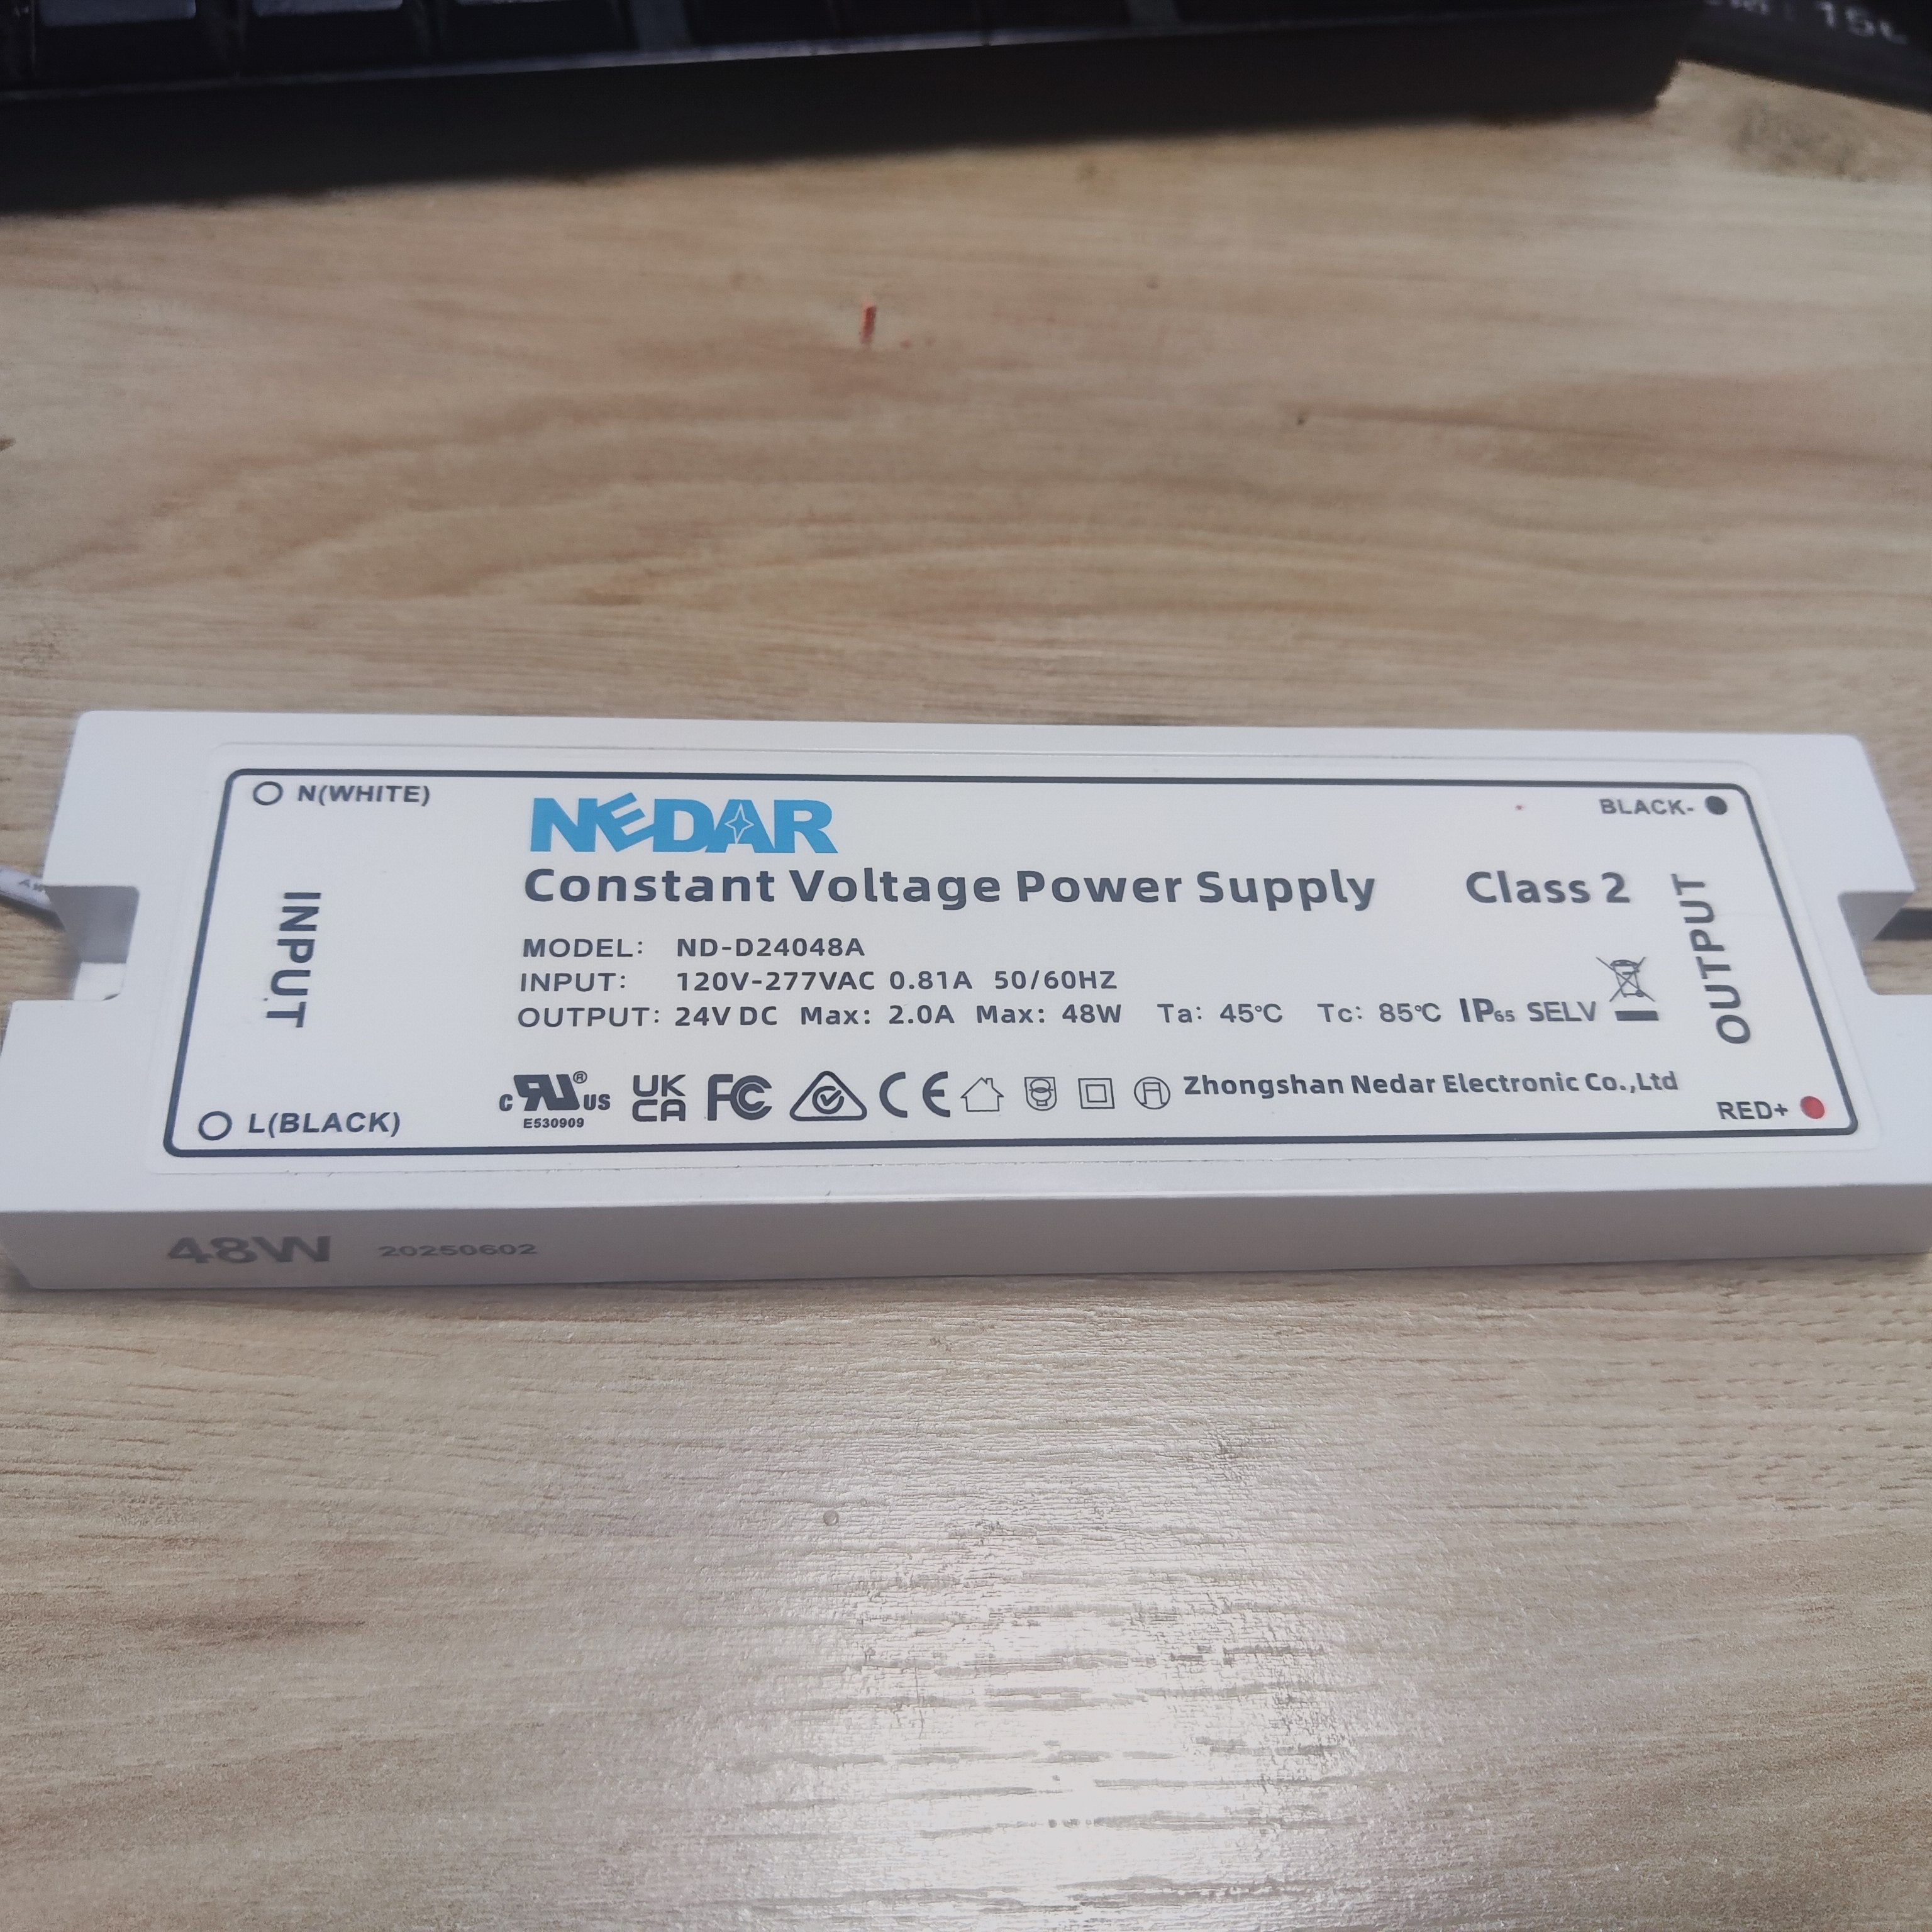 N(WHITE)
NEDAR
BLACK-
Constant Voltage Power Supply Class 2
INPUT
OUTPUT
MODEL: ND-D24048A
INPUT: 120V-277VAC 0.81A 50/60HZ
OUTPUT: 24V DC Max: 2.0A Max: 48W Ta: 45℃ Tc: 85℃ IP65 SELV
c RU® US
E530909
UK
CA
FC
CE
Zhongshan Nedar Electronic Co.,Ltd
L(BLACK)
RED+
48W 20250602